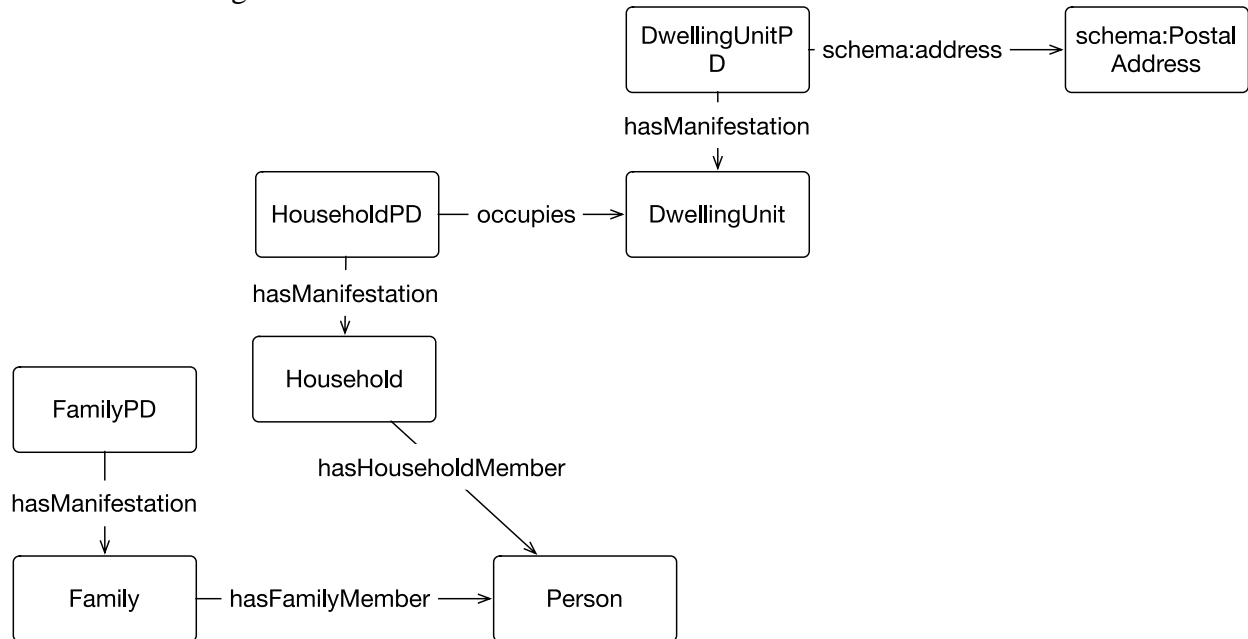 DwellingUnitP
D
schema:address
schema:Postal
Address
hasManifestation
HouseholdPD
occupies
DwellingUnit
hasManifestation
Household
FamilyPD
hasHouseholdMember
hasManifestation
Family
hasFamilyMember
Person